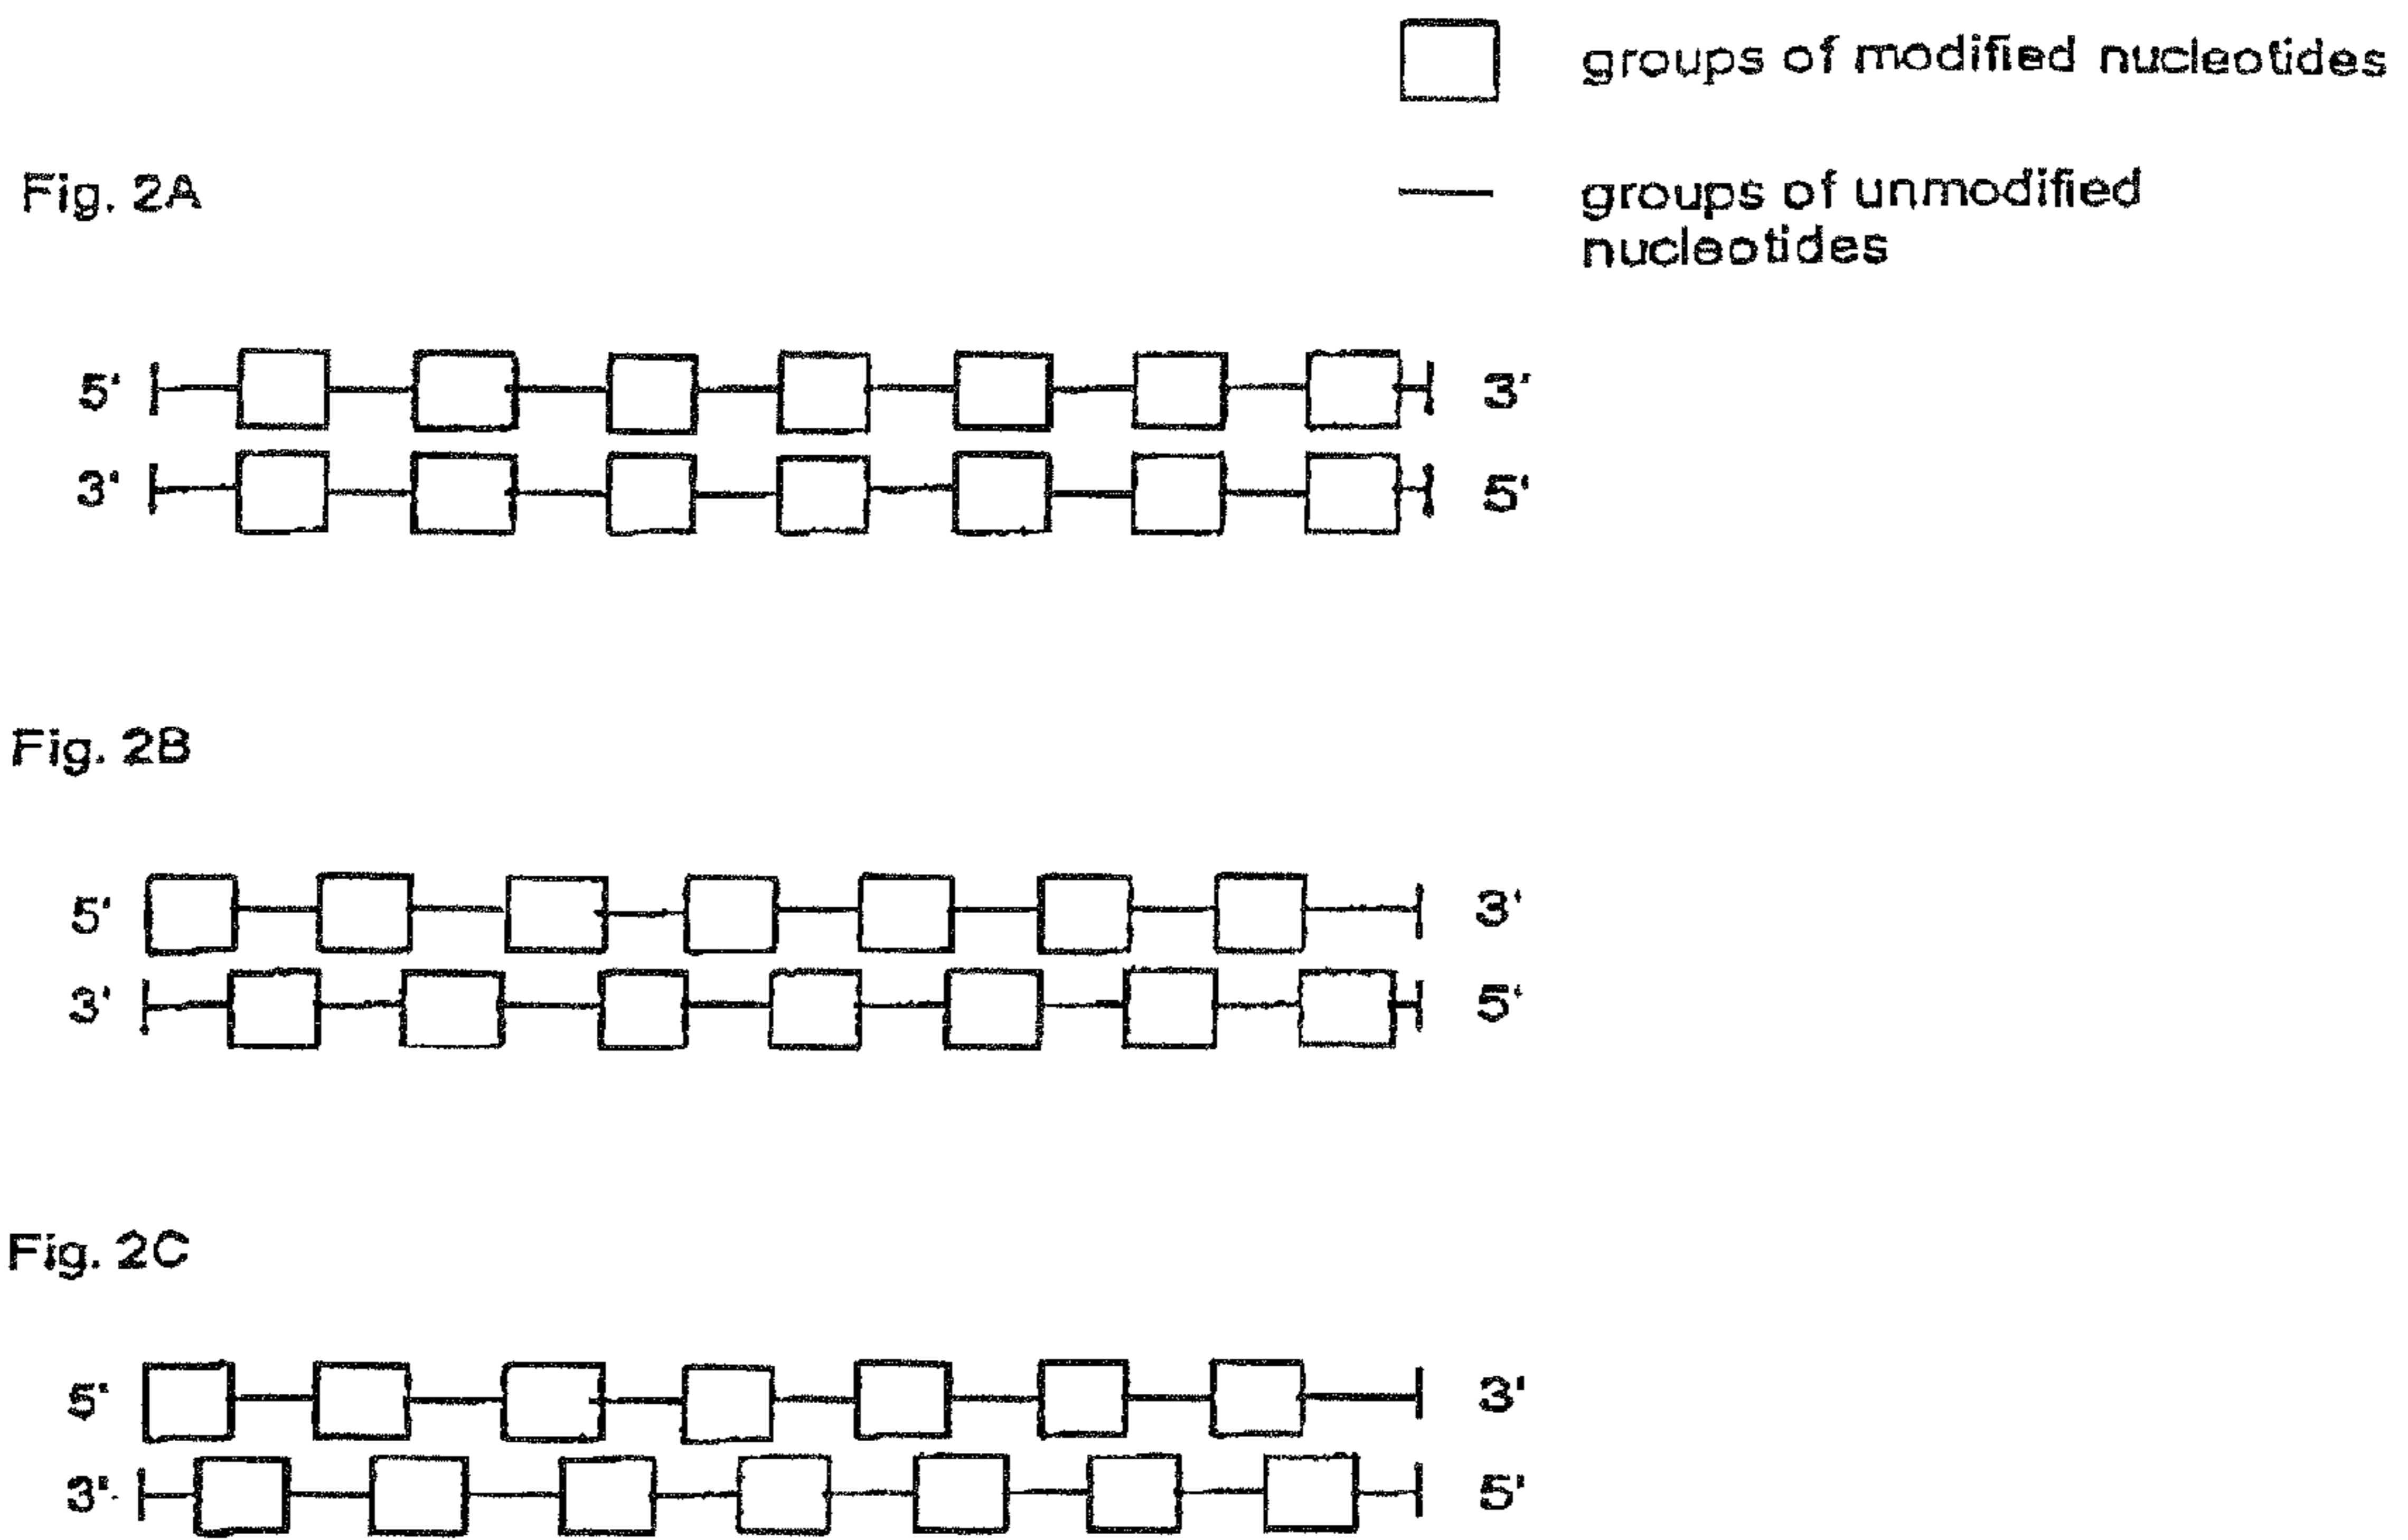 groups of modified nucleotides
Fig. 2A
groups of unmodified
nucleotides
5' 3'
3' 5'
Fig. 2B
5' 3'
3' 5'
Fig. 2C
5' 3'
3' 5'